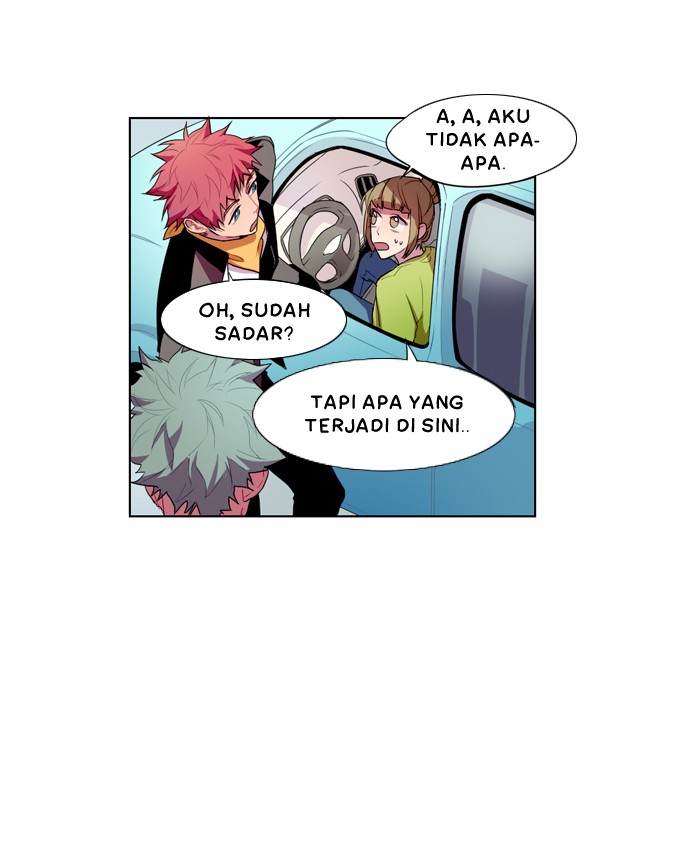 A, A, AKU
TIDAK APA-
APA.
OH, SUDAH
SADAR?
TAPI APA YANG
TERJADI DI SINI..